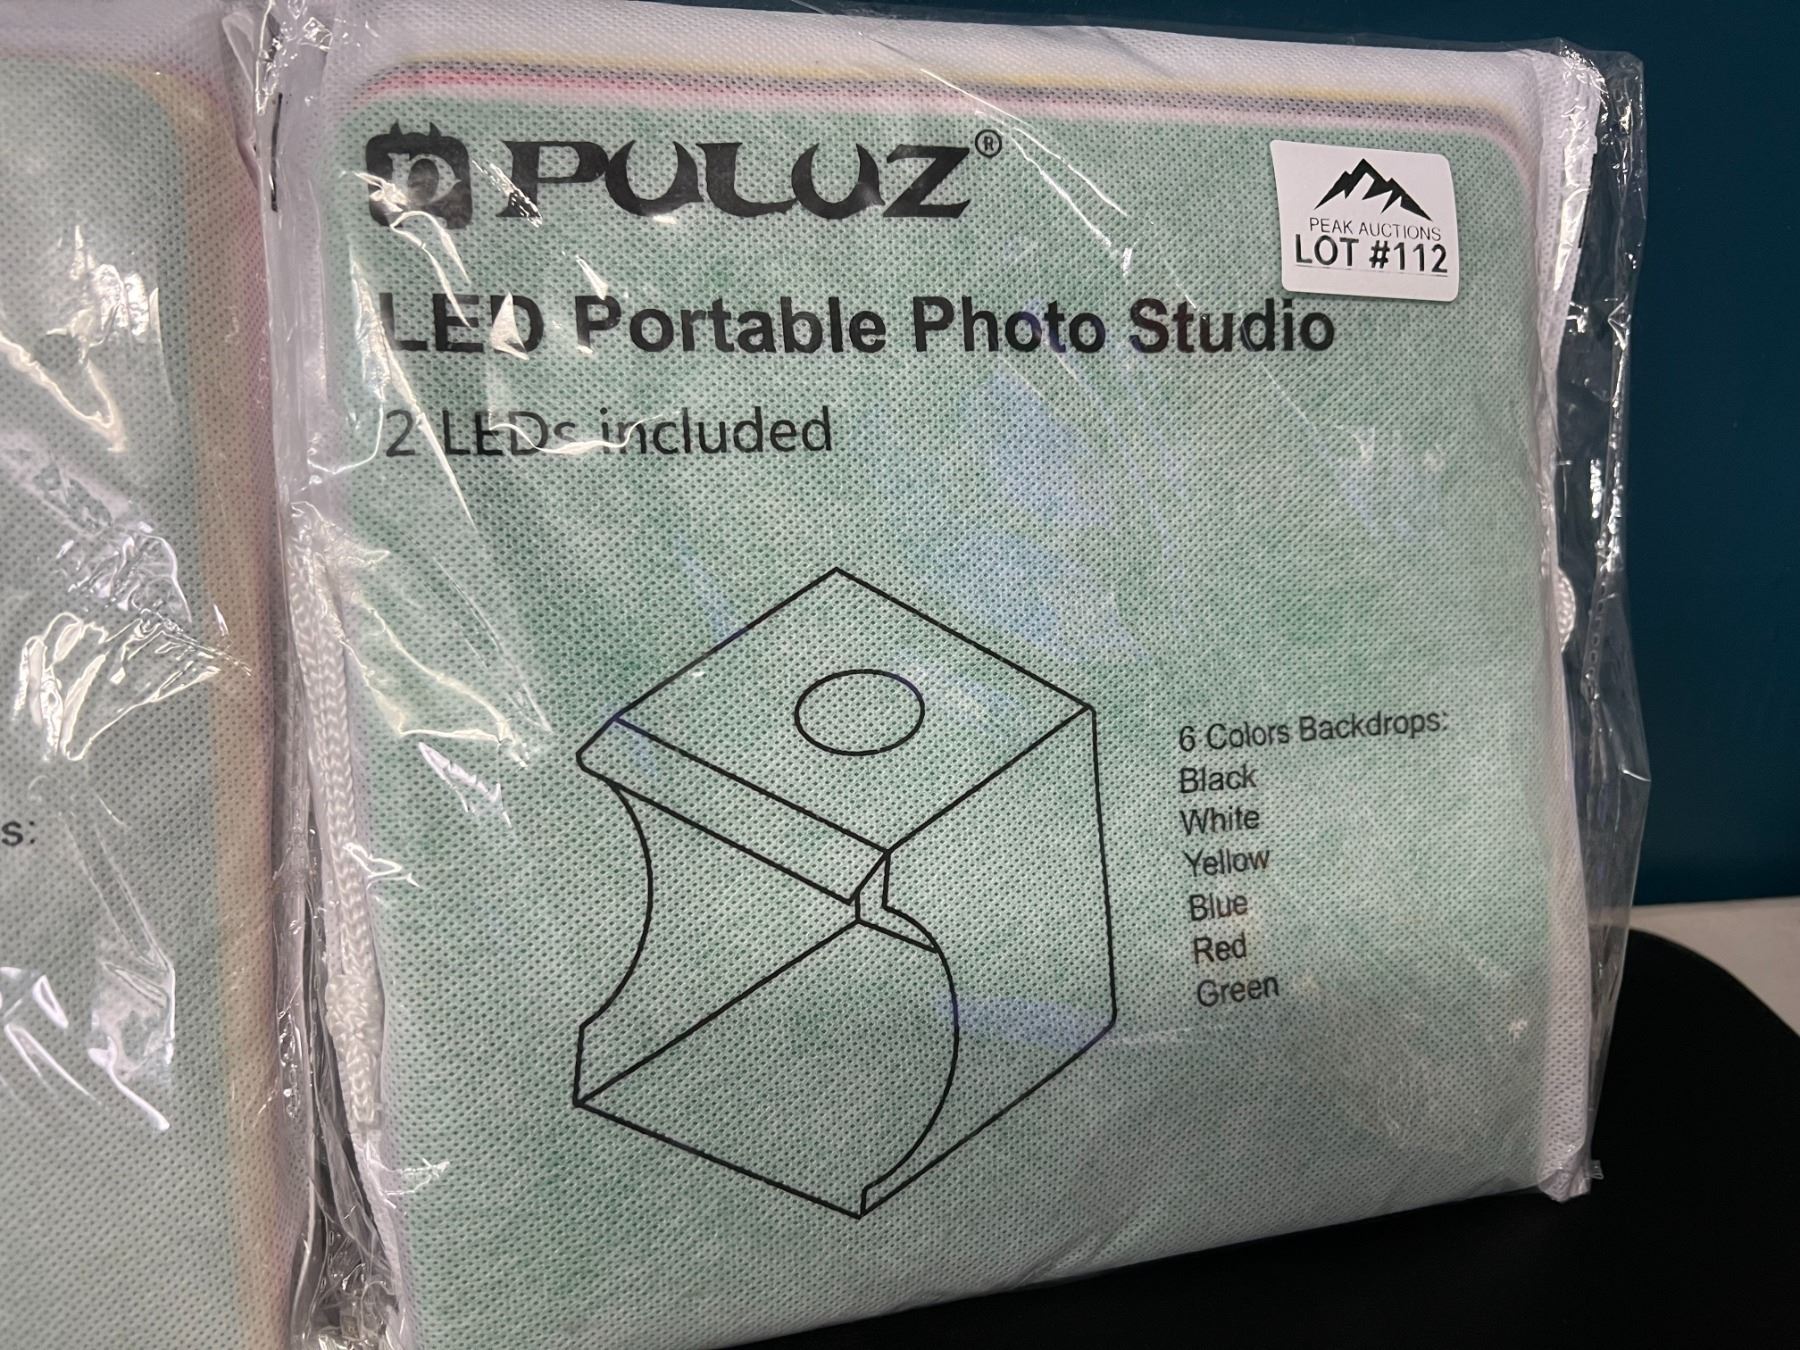 PULUZ®
PEAK AUCTIONS
LOT #112
LED Portable Photo Studio
2 LEDs included
6 Colors Backdrops:
Black
White
Yellow
Blue
Red
Green
s: